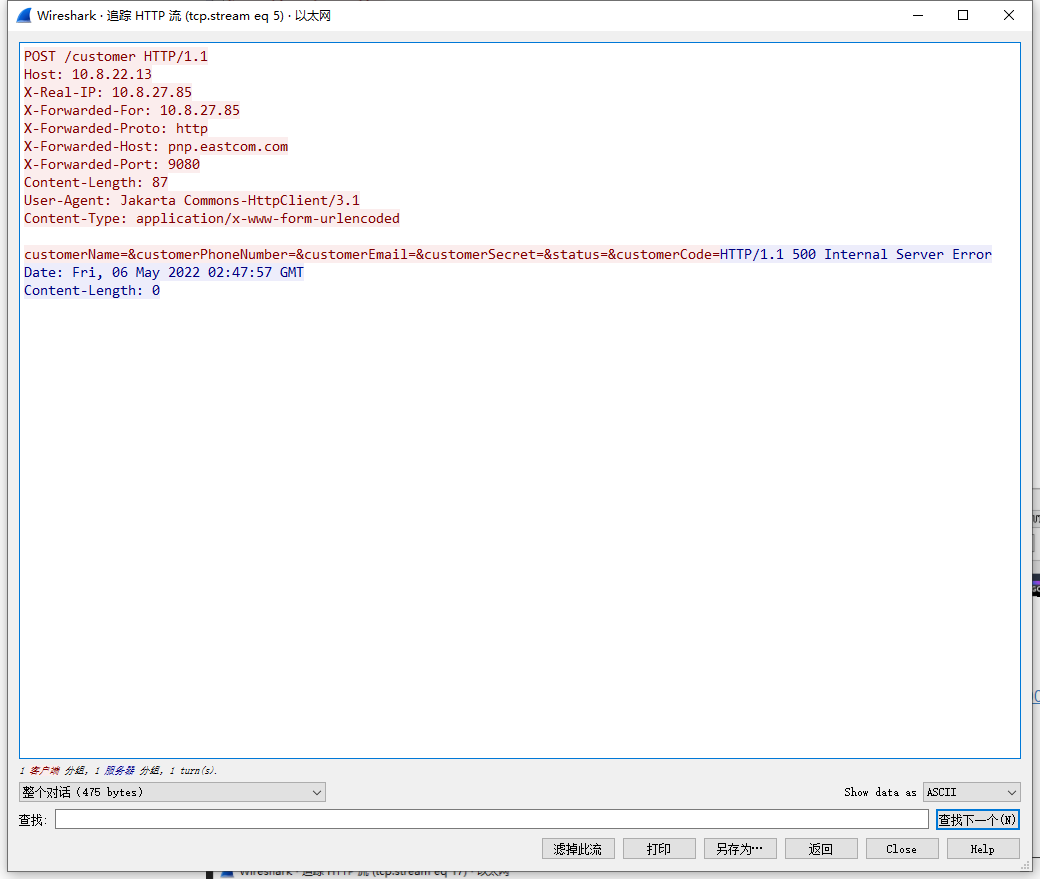 Wireshark · 追踪 HTTP 流 (tcp.stream eq 5) · 以太网
POST /customer HTTP/1.1
Host: 10.8.22.13
X-Real-IP: 10.8.27.85
X-Forwarded-For: 10.8.27.85
X-Forwarded-Proto: http
X-Forwarded-Host: pnp.eastcom.com
X-Forwarded-Port: 9080
Content-Length: 87
User-Agent: Jakarta Commons-HttpClient/3.1
Content-Type: application/x-www-form-urlencoded
customerName=&customerPhoneNumber=&customerEmail=&customerSecret=&status=&customerCode=HTTP/1.1 500 Internal Server Error
Date: Fri, 06 May 2022 02:47:57 GMT
Content-Length: 0
1 客户端 分组, 1 服务器 分组, 1 turn(s).
整个对话 (475 bytes) Show data as ASCII
查找: 查找下一个(N)
滤掉此流 打印 另存为… 返回 Close Help
Wireshark · 追踪 HTTP 流 (tcp.stream eq 17) · 以太网